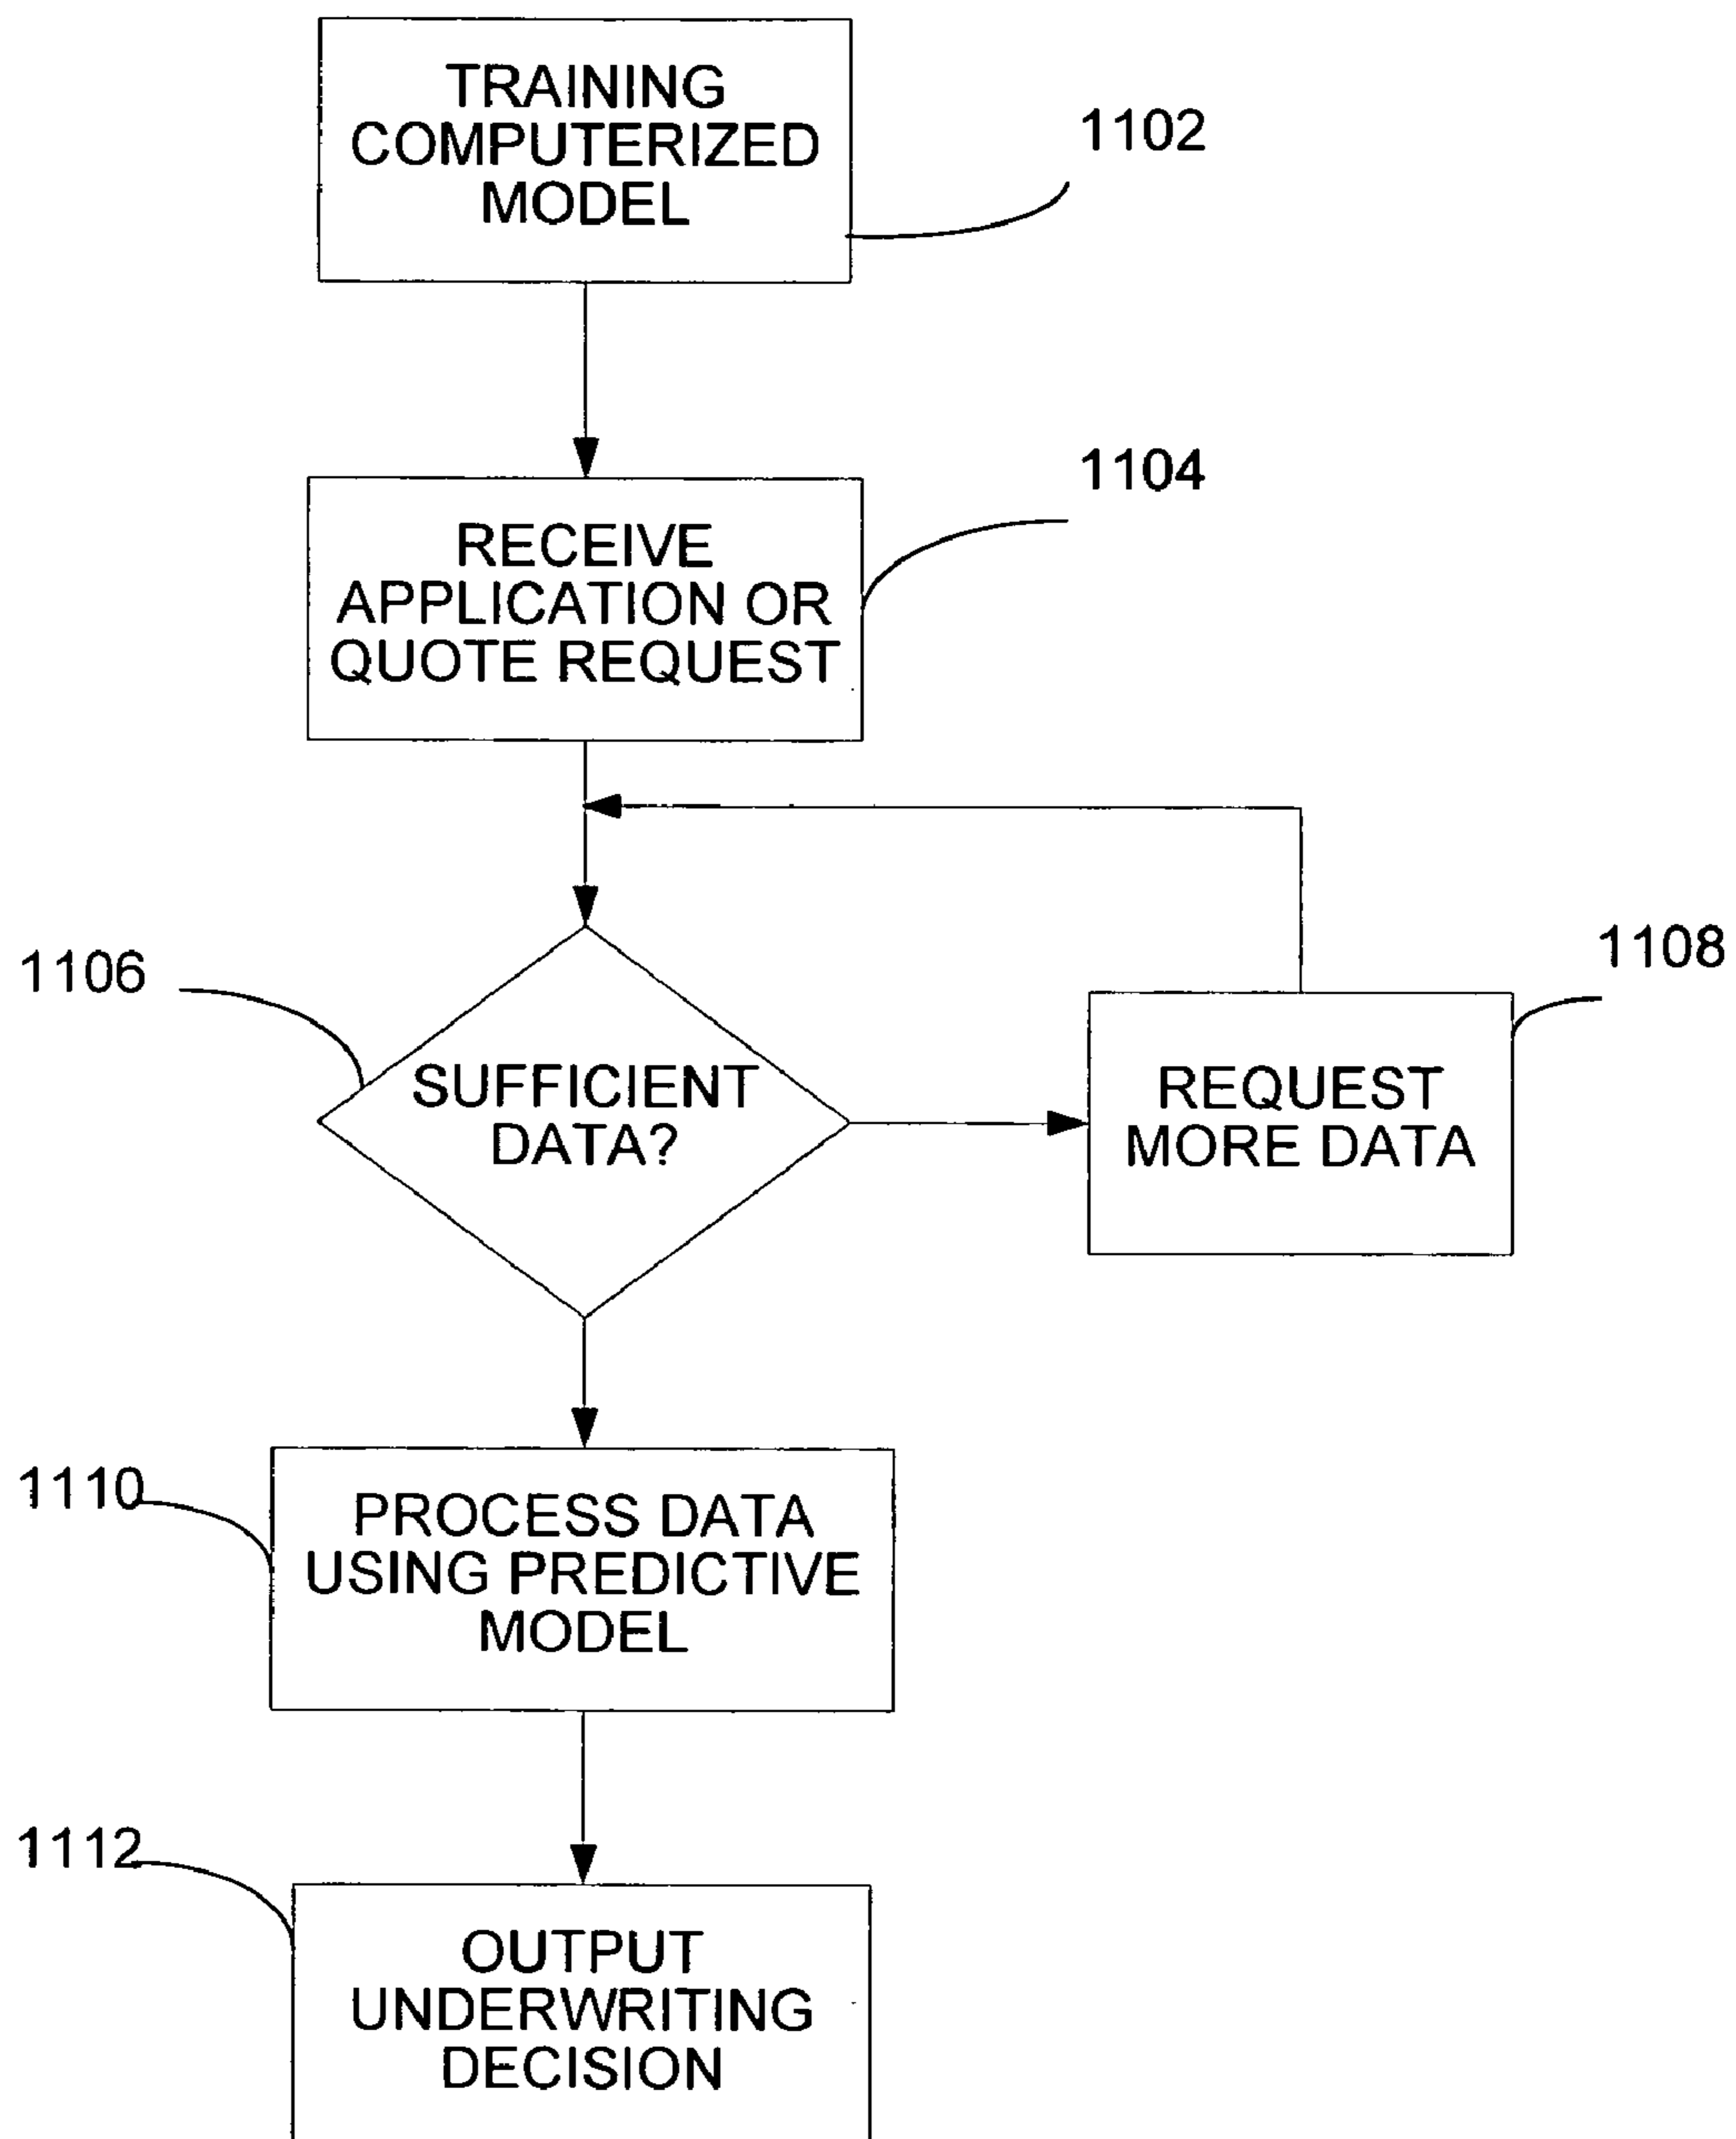 TRAINING
COMPUTERIZED
MODEL
1102
1104
RECEIVE
APPLICATION OR
QUOTE REQUEST
1106
SUFFICIENT
DATA?
1108
REQUEST
MORE DATA
1110
PROCESS DATA
USING PREDICTIVE
MODEL
1112
OUTPUT
UNDERWRITING
DECISION